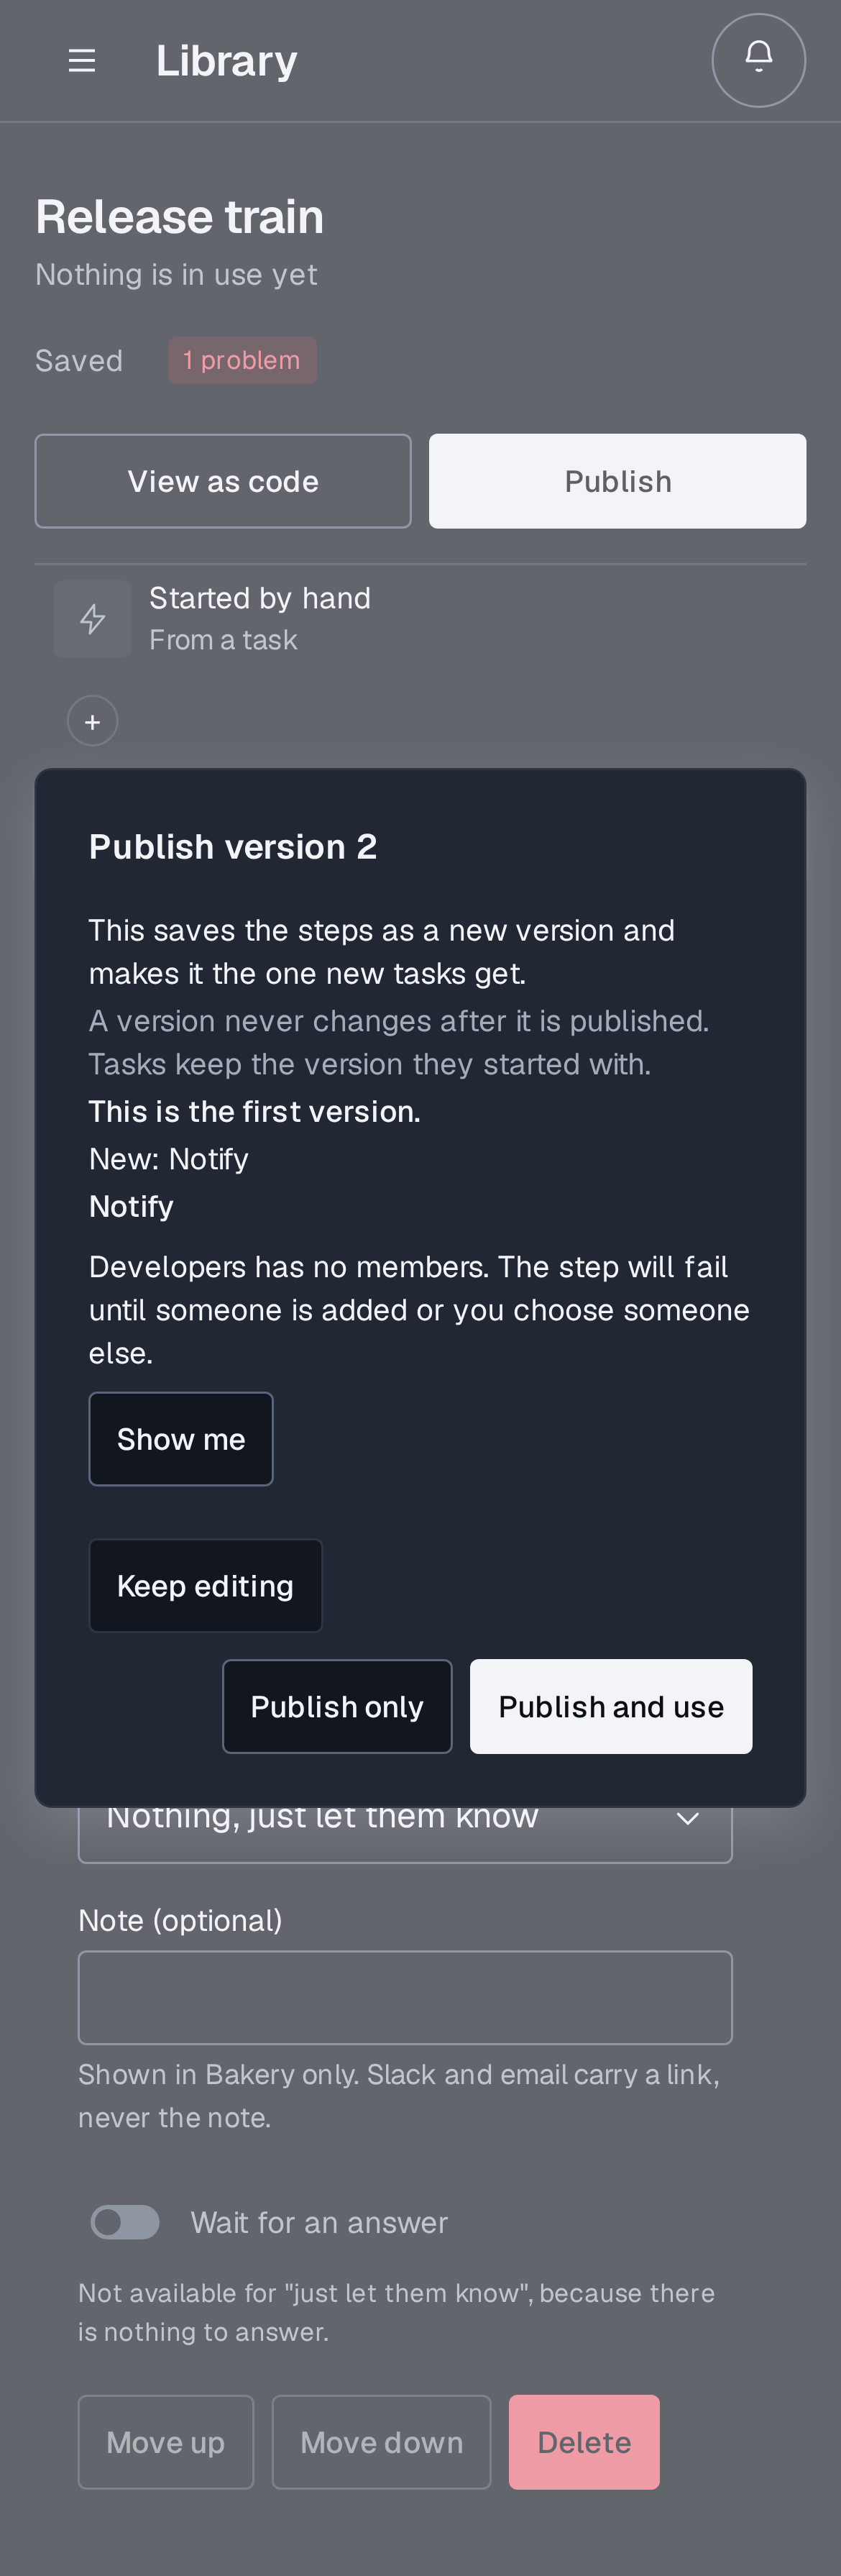 Library
Release train
Nothing is in use yet
Saved
1 problem
View as code
Publish
Started by hand
From a task
+
Publish version 2
This saves the steps as a new version and
makes it the one new tasks get.
A version never changes after it is published.
Tasks keep the version they started with.
This is the first version.
New: Notify
Notify
Developers has no members. The step will fail
until someone is added or you choose someone
else.
Show me
Keep editing
Publish only
Publish and use
Nothing, just let them know
Note (optional)
Shown in Bakery only. Slack and email carry a link,
never the note.
Wait for an answer
Not available for "just let them know", because there
is nothing to answer.
Move up
Move down
Delete